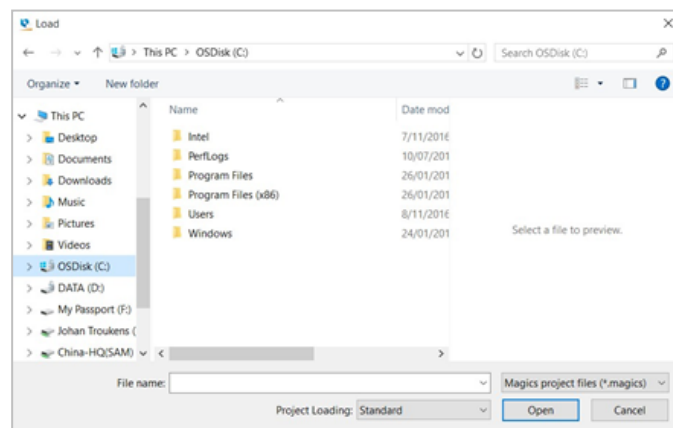 Load
This PC > OSDisk (C:)
Search OSDisk (C:)
Organize
New folder
This PC
Desktop
Documents
Downloads
Music
Pictures
Videos
OSDisk (C:)
DATA (D:)
My Passport (F:)
Johan Troukens (
China-HQ(SAM)
Name Date mod
Intel 7/11/2016
PerfLogs 10/07/201
Program Files 26/01/201
Program Files (x86) 26/01/201
Users 8/11/2016
Windows 24/01/201
Select a file to preview.
File name:
Magics project files (*.magics)
Project Loading: Standard
Open
Cancel